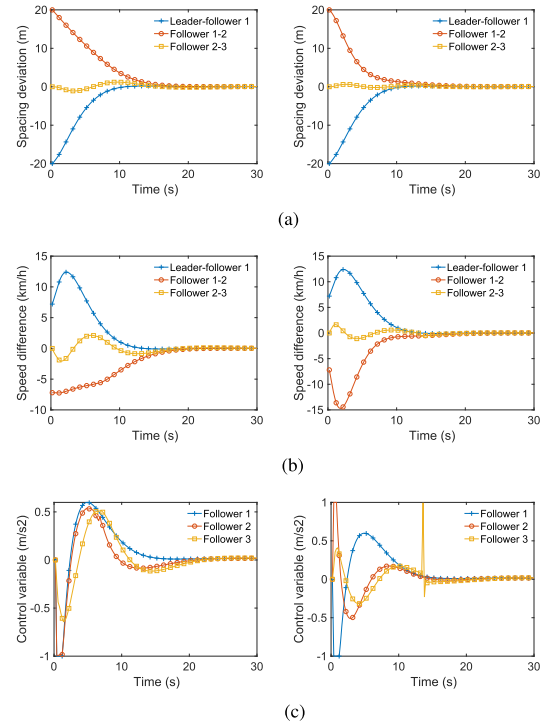 Spacing deviation (m)
20
10
0
-10
-20
0
10
20
30
Time (s)
Leader-follower 1
Follower 1-2
Follower 2-3
Spacing deviation (m)
20
10
0
-10
-20
0
10
20
30
Time (s)
Leader-follower 1
Follower 1-2
Follower 2-3
(a)
Speed difference (km/h)
15
10
5
0
-5
-10
0
10
20
30
Time (s)
Leader-follower 1
Follower 1-2
Follower 2-3
Speed difference (km/h)
15
10
5
0
-5
-10
-15
0
10
20
30
Time (s)
Leader-follower 1
Follower 1-2
Follower 2-3
(b)
Control variable (m/s2)
0.5
0
-0.5
-1
0
10
20
30
Time (s)
Follower 1
Follower 2
Follower 3
Control variable (m/s2)
1
0.5
0
-0.5
-1
0
10
20
30
Time (s)
Follower 1
Follower 2
Follower 3
(c)